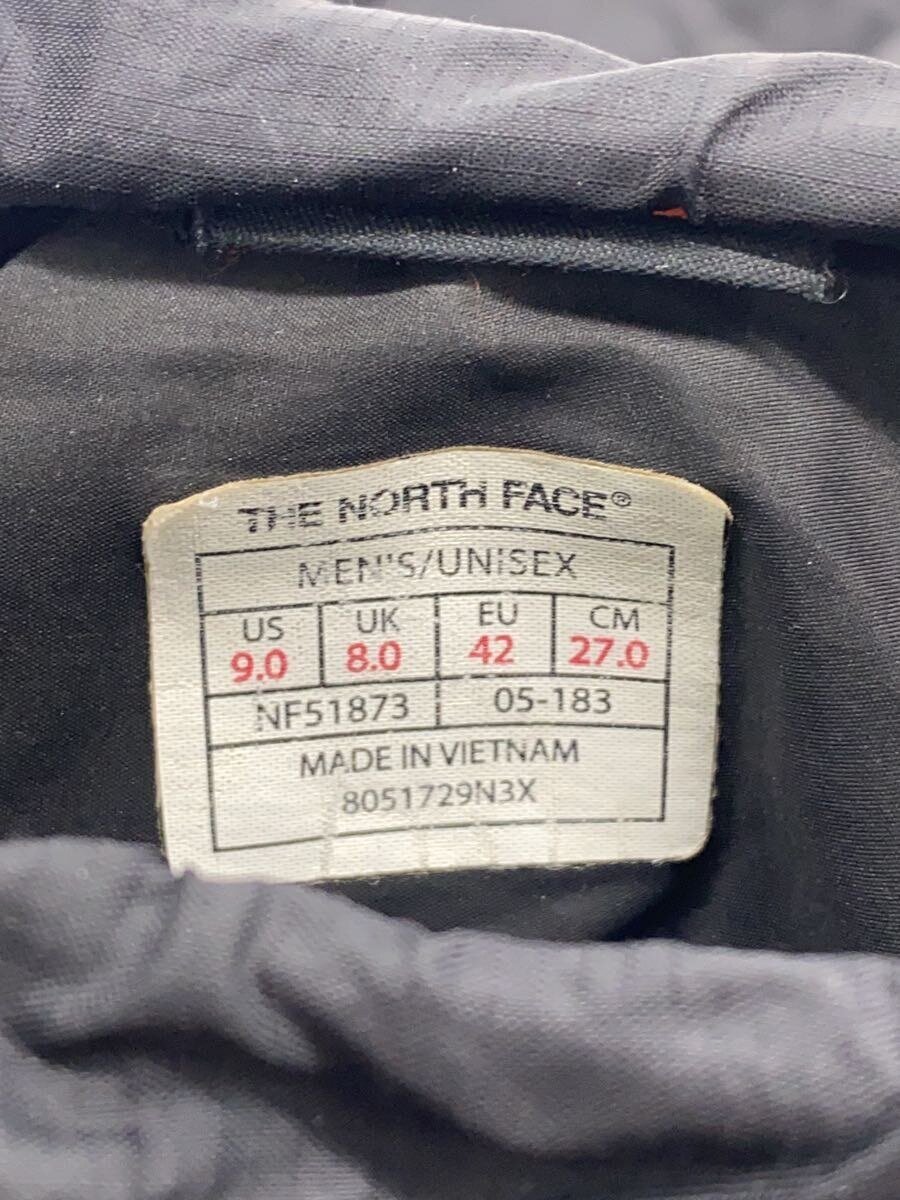 THE NORTH FACE®
MEN'S/UNISEX
US UK EU CM
9.0 8.0 42 27.0
NF51873 05-183
MADE IN VIETNAM
8051729N3X